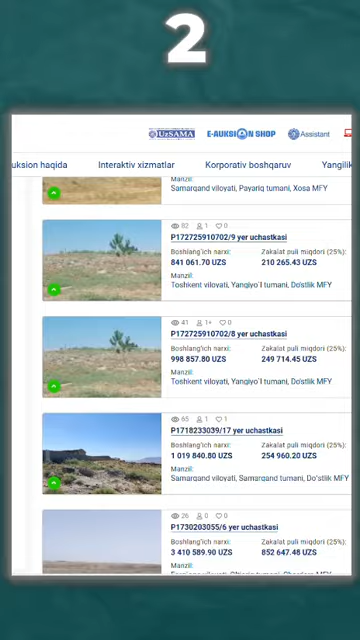 2
UzSAMA
E-AUKSION SHOP
Assistant
uksion haqida
Interaktiv xizmatlar
Korporativ boshqaruv
Yangilik
Manzil:
Samarqand viloyati, Payariq tumani, Xosa MFY
82 1 0
P172725910702/9 yer uchastkasi
Boshlang'ich narxi: Zakalat puli miqdori (25%):
841 061.70 UZS 210 265.43 UZS
Manzil:
Toshkent viloyati, Yangiyo'l tumani, Do'stlik MFY
41 1+ 0
P172725910702/8 yer uchastkasi
Boshlang'ich narxi: Zakalat puli miqdori (25%):
998 857.80 UZS 249 714.45 UZS
Manzil:
Toshkent viloyati, Yangiyo'l tumani, Do'stlik MFY
65 1 1
P1718233039/17 yer uchastkasi
Boshlang'ich narxi: Zakalat puli miqdori (25%):
1 019 840.80 UZS 254 960.20 UZS
Manzil:
Samarqand viloyati, Samarqand tumani, Do'stlik MFY
26 0 0
P1730203055/6 yer uchastkasi
Boshlang'ich narxi: Zakalat puli miqdori (25%):
3 410 589.90 UZS 852 647.48 UZS
Manzil: